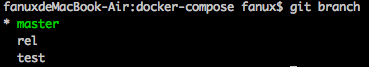 fanuxdeMacBook-Air:docker-compose fanux$ git branch
* master
rel
test